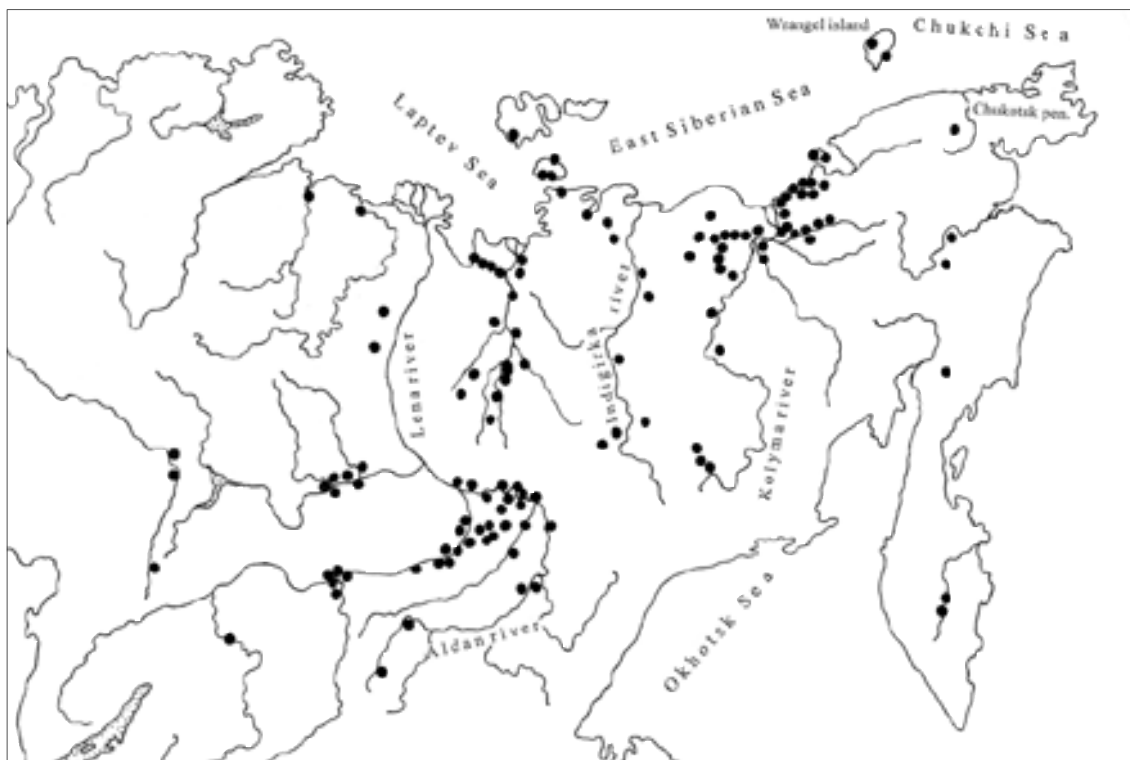 Wrangel island
Chukchi Sea
Laptev Sea
East Siberian Sea
Chukotsk pen.
Lena river
Indigirka river
Kolyma river
Aldan river
Okhotsk Sea